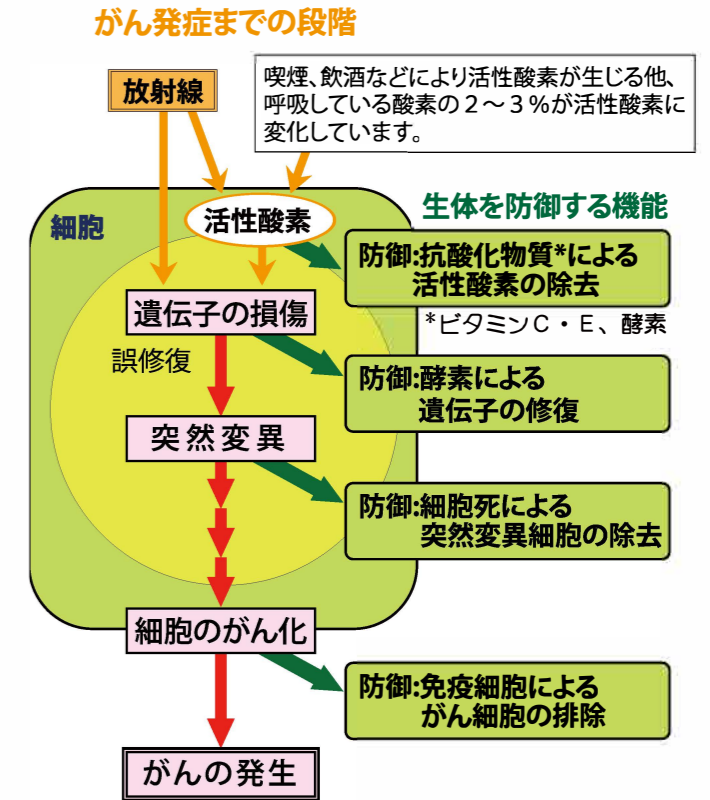 がん発症までの段階
放射線
喫煙、飲酒などにより活性酸素が生じる他、
呼吸している酸素の２～３％が活性酸素に
変化しています。
細胞
活性酸素
生体を防御する機能
防御:抗酸化物質*による
活性酸素の除去
*ビタミンＣ・Ｅ、酵素
遺伝子の損傷
誤修復
防御:酵素による
遺伝子の修復
突然変異
防御:細胞死による
突然変異細胞の除去
細胞のがん化
防御:免疫細胞による
がん細胞の排除
がんの発生